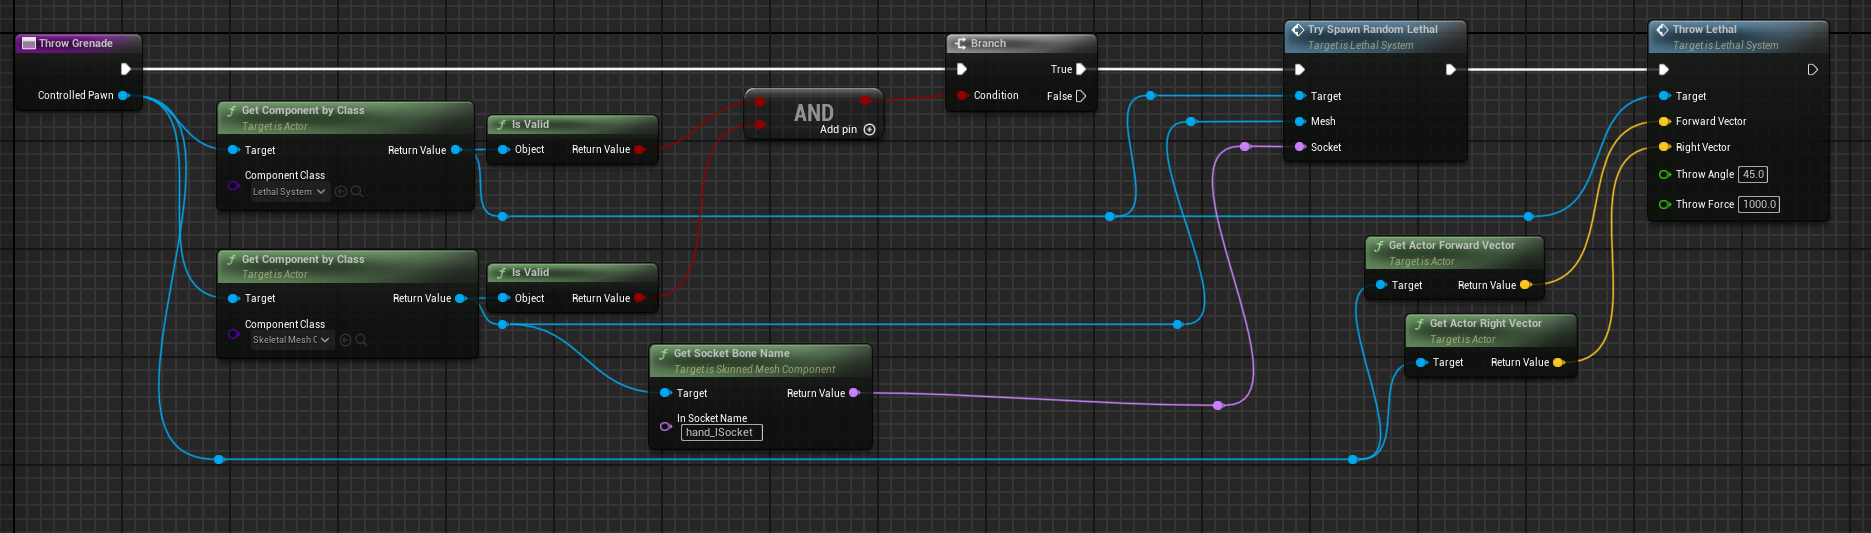 Throw Grenade
Controlled Pawn
Get Component by Class
Target is Actor
Target
Return Value
Component Class
Lethal System
Is Valid
Object
Return Value
AND
Add pin
Branch
True
Condition
False
Try Spawn Random Lethal
Target is Lethal System
Target
Mesh
Socket
Throw Lethal
Target is Lethal System
Target
Forward Vector
Right Vector
Throw Angle 45.0
Throw Force 1000.0
Get Component by Class
Target is Actor
Target
Return Value
Component Class
Skeletal Mesh C
Is Valid
Object
Return Value
Get Socket Bone Name
Target is Skinned Mesh Component
Target
Return Value
In Socket Name
hand_lSocket
Get Actor Forward Vector
Target is Actor
Target
Return Value
Get Actor Right Vector
Target is Actor
Target
Return Value